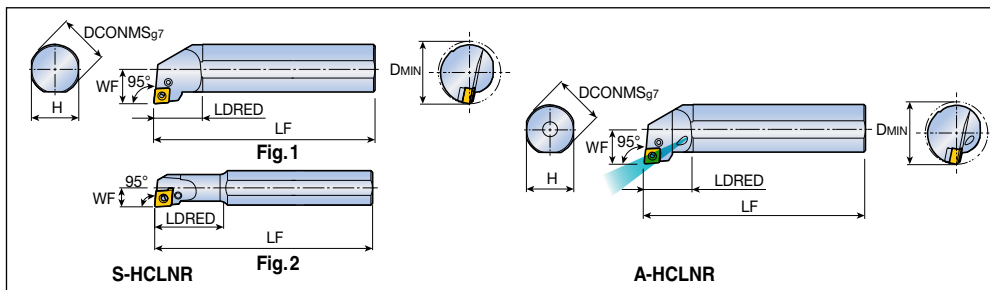 DCONMSg7
H
WF
95°
LDRED
LF
Fig.1
DMIN
95°
WF
LDRED
LF
Fig.2
S-HCLNR
DCONMSg7
H
WF
95°
LDRED
LF
DMIN
A-HCLNR